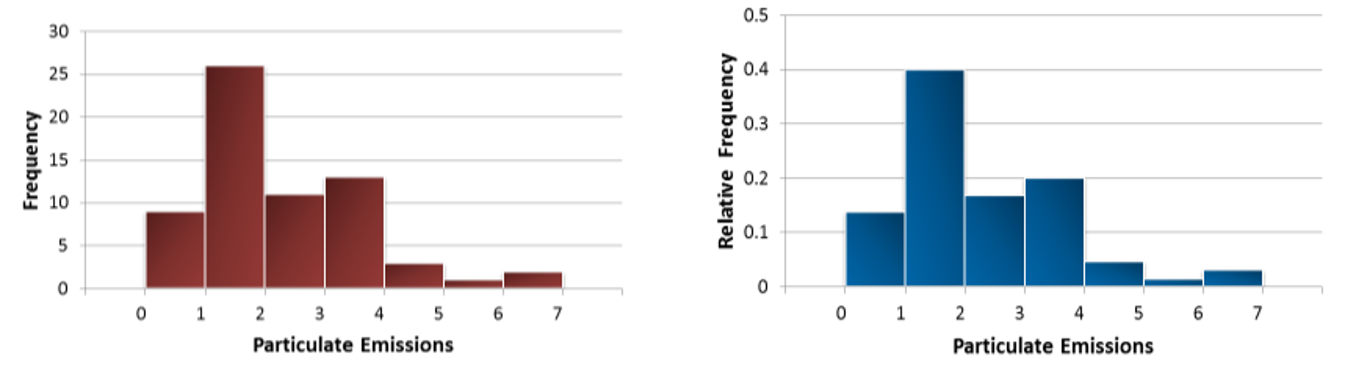 30
25
20
15
10
5
0
Frequency
0 1 2 3 4 5 6 7
Particulate Emissions
0.5
0.4
0.3
0.2
0.1
0
Relative Frequency
0 1 2 3 4 5 6 7
Particulate Emissions